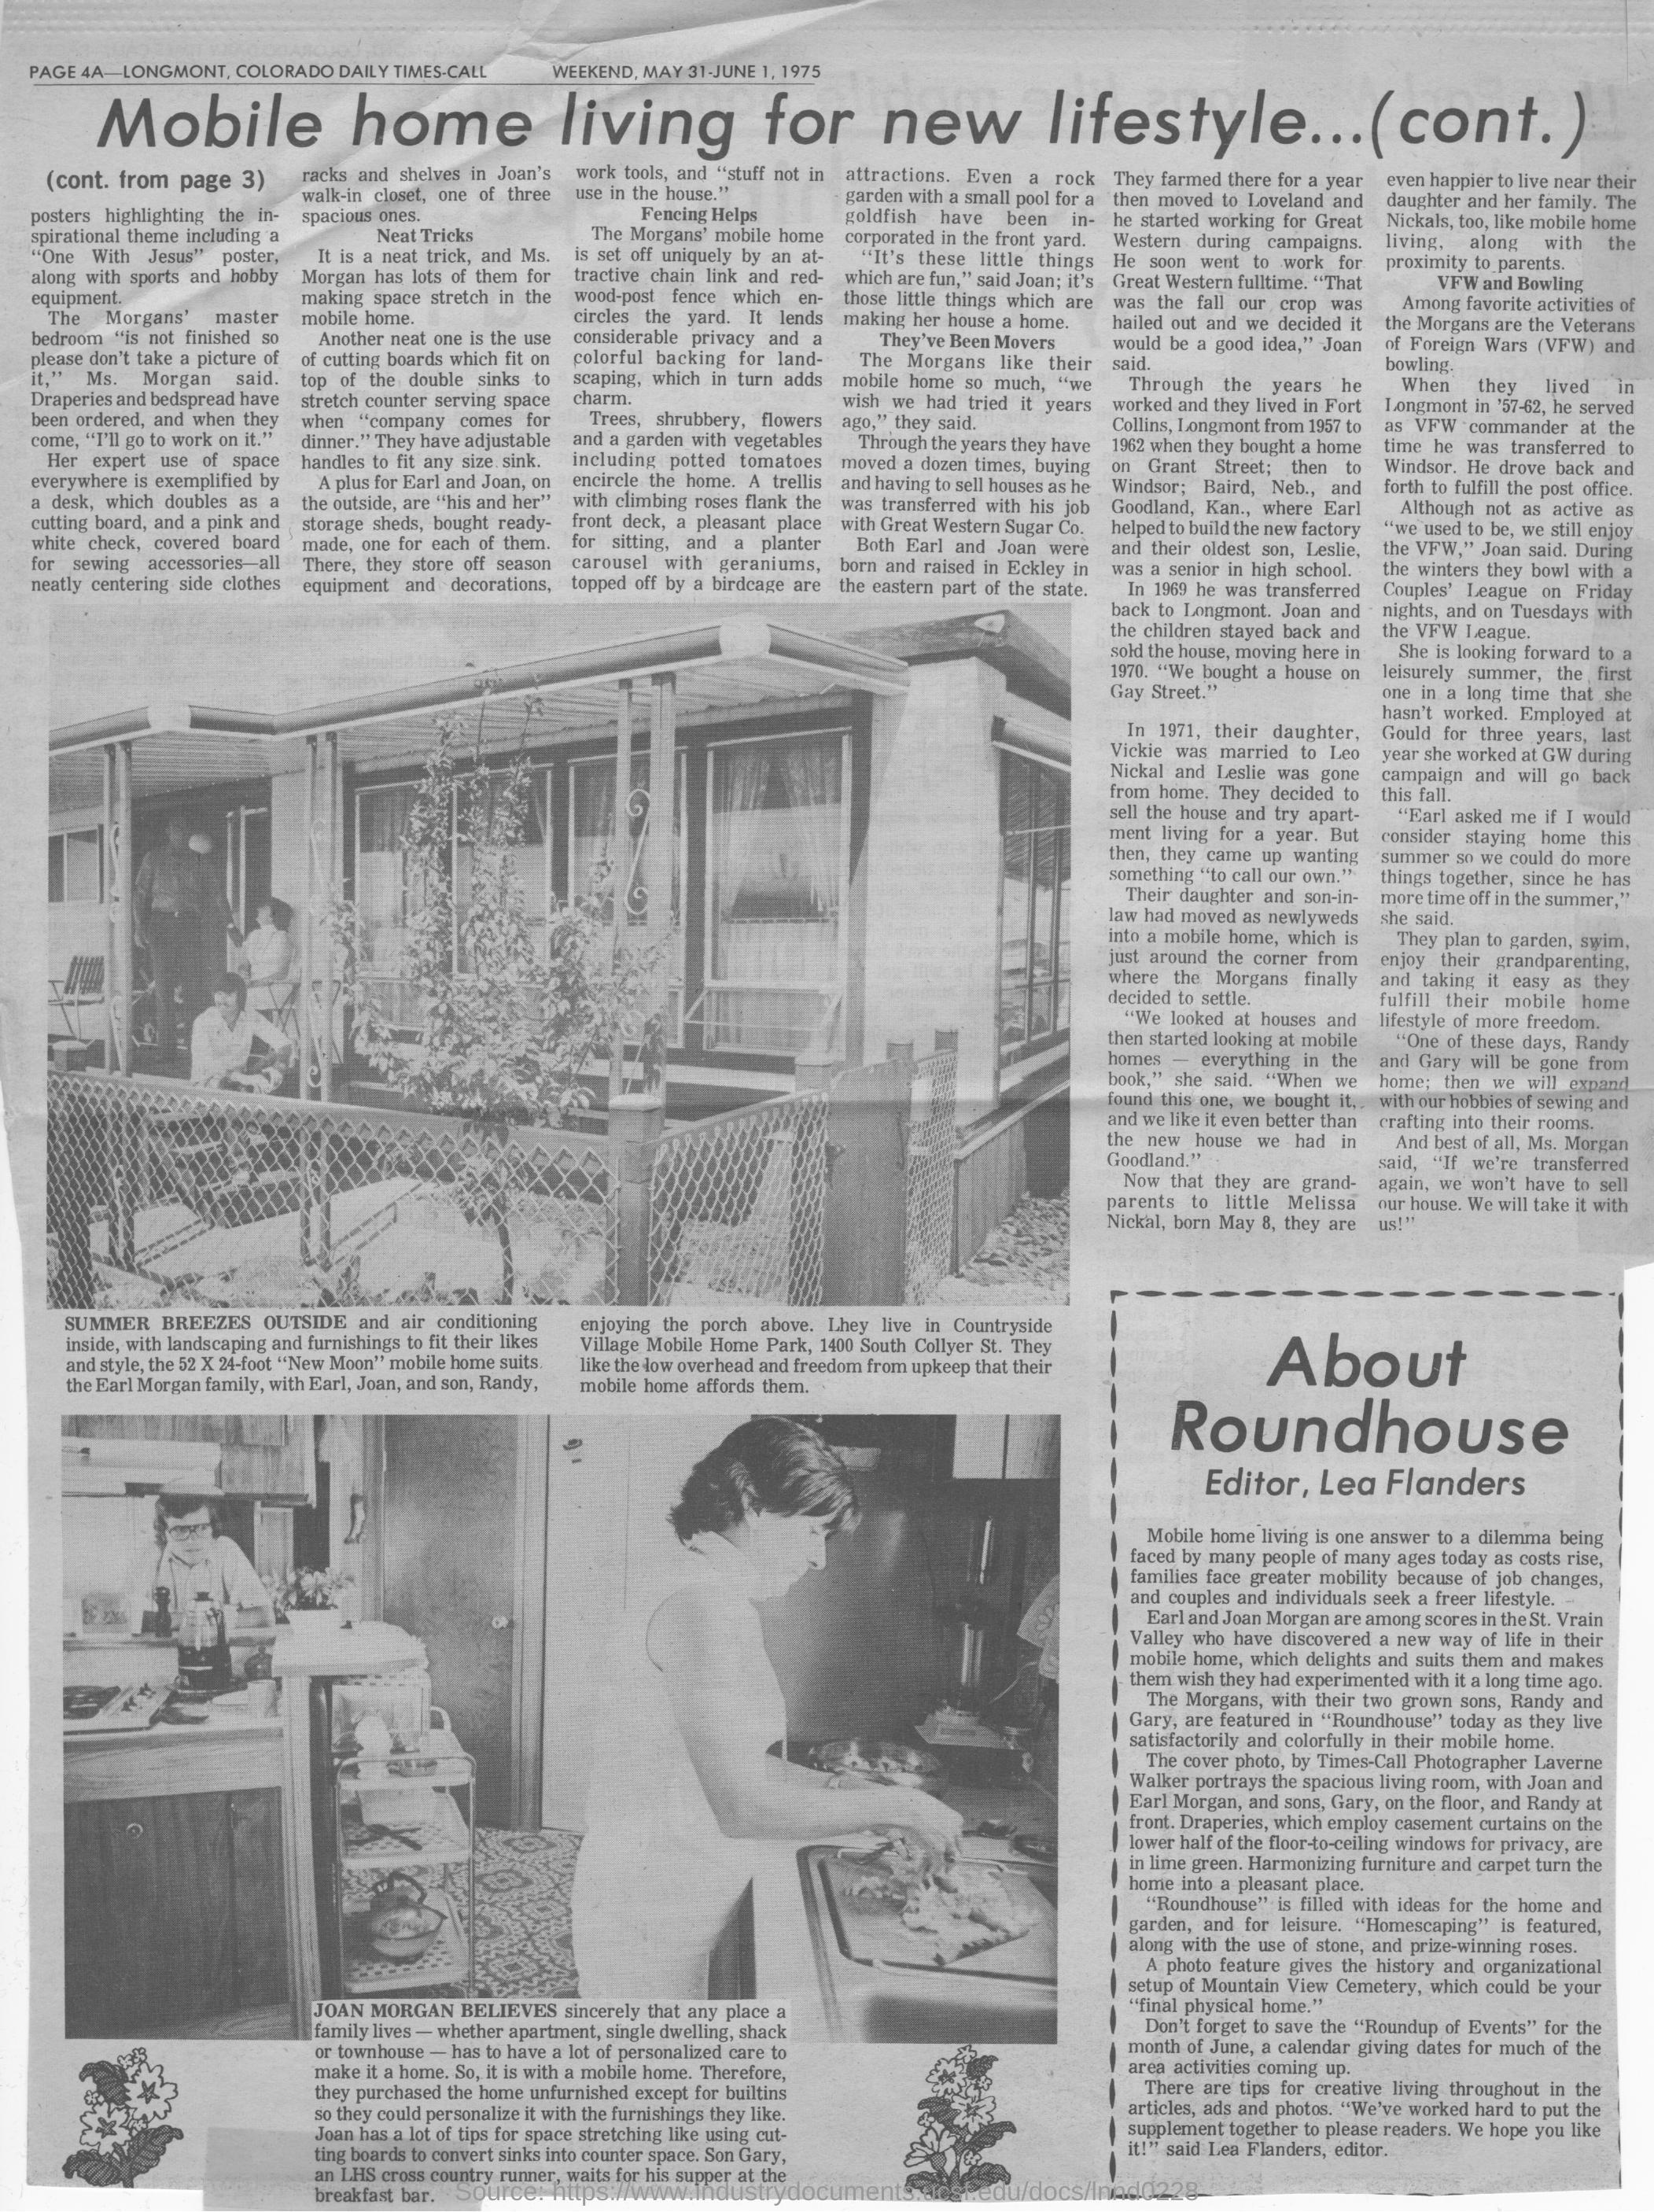 PAGE 4A—LONGMONT, COLORADO DAILY TIMES-CALL WEEKEND, MAY 31-JUNE 1, 1975
Mobile home living for new lifestyle...(cont.)
(cont. from page 3)
posters highlighting the in-
spirational theme including a
"One With Jesus" poster,
along with sports and hobby
equipment.
The Morgans' master
bedroom "is not finished so
please don't take a picture of
it," Ms. Morgan said.
Draperies and bedspread have
been ordered, and when they
come, "I'll go to work on it."
Her expert use of space
everywhere is exemplified by
a desk, which doubles as a
cutting board, and a pink and
white check, covered board
for sewing accessories—all
neatly centering side clothes
racks and shelves in Joan's
walk-in closet, one of three
spacious ones.
Neat Tricks
It is a neat trick, and Ms.
Morgan has lots of them for
making space stretch in the
mobile home.
Another neat one is the use
of cutting boards which fit on
top of the double sinks to
stretch counter serving space
when "company comes for
dinner." They have adjustable
handles to fit any size sink.
A plus for Earl and Joan, on
the outside, are "his and her"
storage sheds, bought ready-
made, one for each of them.
There, they store off season
equipment and decorations,
work tools, and "stuff not in
use in the house."
Fencing Helps
The Morgans' mobile home
is set off uniquely by an at-
tractive chain link and red-
wood-post fence which en-
circles the yard. It lends
considerable privacy and a
colorful backing for land-
scaping, which in turn adds
charm.
Trees, shrubbery, flowers
and a garden with vegetables
including potted tomatoes
encircle the home. A trellis
with climbing roses flank the
front deck, a pleasant place
for sitting, and a planter
carousel with geraniums,
topped off by a birdcage are
attractions. Even a rock
garden with a small pool for a
goldfish have been in-
corporated in the front yard.
"It's these little things
which are fun," said Joan; it's
those little things which are
making her house a home.
They've Been Movers
The Morgans like their
mobile home so much, "we
wish we had tried it years
ago," they said.
Through the years they have
moved a dozen times, buying
and having to sell houses as he
was transferred with his job
with Great Western Sugar Co.
Both Earl and Joan were
born and raised in Eckley in
the eastern part of the state.
They farmed there for a year
then moved to Loveland and
he started working for Great
Western during campaigns.
He soon went to work for
Great Western fulltime. "That
was the fall our crop was
hailed out and we decided it
would be a good idea," Joan
said.
Through the years he
worked and they lived in Fort
Collins, Longmont from 1957 to
1962 when they bought a home
on Grant Street; then to
Windsor; Baird, Neb., and
Goodland, Kan., where Earl
helped to build the new factory
and their oldest son, Leslie,
was a senior in high school.
In 1969 he was transferred
back to Longmont. Joan and
the children stayed back and
sold the house, moving here in
1970. "We bought a house on
Gay Street."
In 1971, their daughter,
Vickie was married to Leo
Nickal and Leslie was gone
from home. They decided to
sell the house and try apart-
ment living for a year. But
then, they came up wanting
something "to call our own."
Their daughter and son-in-
law had moved as newlyweds
into a mobile home, which is
just around the corner from
where the Morgans finally
decided to settle.
"We looked at houses and
then started looking at mobile
homes — everything in the
book," she said. "When we
found this one, we bought it,
and we like it even better than
the new house we had in
Goodland."
Now that they are grand-
parents to little Melissa
Nickal, born May 8, they are
even happier to live near their
daughter and her family. The
Nickals, too, like mobile home
living, along with the
proximity to parents.
VFW and Bowling
Among favorite activities of
the Morgans are the Veterans
of Foreign Wars (VFW) and
bowling.
When they lived in
Longmont in '57-62, he served
as VFW commander at the
time he was transferred to
Windsor. He drove back and
forth to fulfill the post office.
Although not as active as
"we used to be, we still enjoy
the VFW," Joan said. During
the winters they bowl with a
Couples' League on Friday
nights, and on Tuesdays with
the VFW League.
She is looking forward to a
leisurely summer, the first
one in a long time that she
hasn't worked. Employed at
Gould for three years, last
year she worked at GW during
campaign and will go back
this fall.
"Earl asked me if I would
consider staying home this
summer so we could do more
things together, since he has
more time off in the summer,"
she said.
They plan to garden, swim,
enjoy their grandparenting,
and taking it easy as they
fulfill their mobile home
lifestyle of more freedom.
"One of these days, Randy
and Gary will be gone from
home; then we will expand
with our hobbies of sewing and
crafting into their rooms.
And best of all, Ms. Morgan
said, "If we're transferred
again, we won't have to sell
our house. We will take it with
us!"
SUMMER BREEZES OUTSIDE and air conditioning
inside, with landscaping and furnishings to fit their likes
and style, the 52 X 24-foot "New Moon" mobile home suits
the Earl Morgan family, with Earl, Joan, and son, Randy,
enjoying the porch above. Lhey live in Countryside
Village Mobile Home Park, 1400 South Collyer St. They
like the low overhead and freedom from upkeep that their
mobile home affords them.
JOAN MORGAN BELIEVES sincerely that any place a
family lives — whether apartment, single dwelling, shack
or townhouse — has to have a lot of personalized care to
make it a home. So, it is with a mobile home. Therefore,
they purchased the home unfurnished except for builtins
so they could personalize it with the furnishings they like.
Joan has a lot of tips for space stretching like using cut-
ting boards to convert sinks into counter space. Son Gary,
an LHS cross country runner, waits for his supper at the
breakfast bar.
About
Roundhouse
Editor, Lea Flanders
Mobile home living is one answer to a dilemma being
faced by many people of many ages today as costs rise,
families face greater mobility because of job changes,
and couples and individuals seek a freer lifestyle.
Earl and Joan Morgan are among scores in the St. Vrain
Valley who have discovered a new way of life in their
mobile home, which delights and suits them and makes
them wish they had experimented with it a long time ago.
The Morgans, with their two grown sons, Randy and
Gary, are featured in "Roundhouse" today as they live
satisfactorily and colorfully in their mobile home.
The cover photo, by Times-Call Photographer Laverne
Walker portrays the spacious living room, with Joan and
Earl Morgan, and sons, Gary, on the floor, and Randy at
front. Draperies, which employ casement curtains on the
lower half of the floor-to-ceiling windows for privacy, are
in lime green. Harmonizing furniture and carpet turn the
home into a pleasant place.
"Roundhouse" is filled with ideas for the home and
garden, and for leisure. "Homescaping" is featured,
along with the use of stone, and prize-winning roses.
A photo feature gives the history and organizational
setup of Mountain View Cemetery, which could be your
"final physical home."
Don't forget to save the "Roundup of Events" for the
month of June, a calendar giving dates for much of the
area activities coming up.
There are tips for creative living throughout in the
articles, ads and photos. "We've worked hard to put the
supplement together to please readers. We hope you like
it!" said Lea Flanders, editor.
Source: https://www.industrydocuments.ucsf.edu/docs/lnnd0228